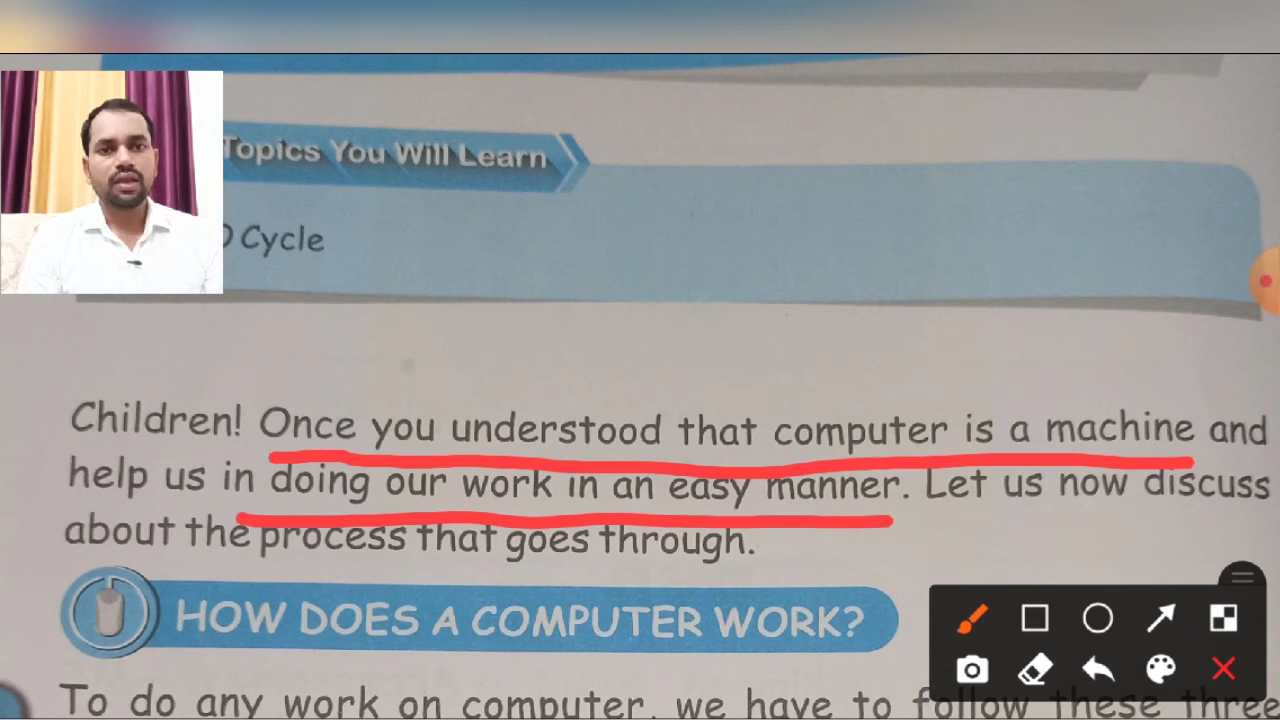 Topics You Will Learn
Cycle
Children! Once you understood that computer is a machine and
help us in doing our work in an easy manner. Let us now discuss
about the process that goes through.
HOW DOES A COMPUTER WORK?
To do any work on computer, we have to follow these three